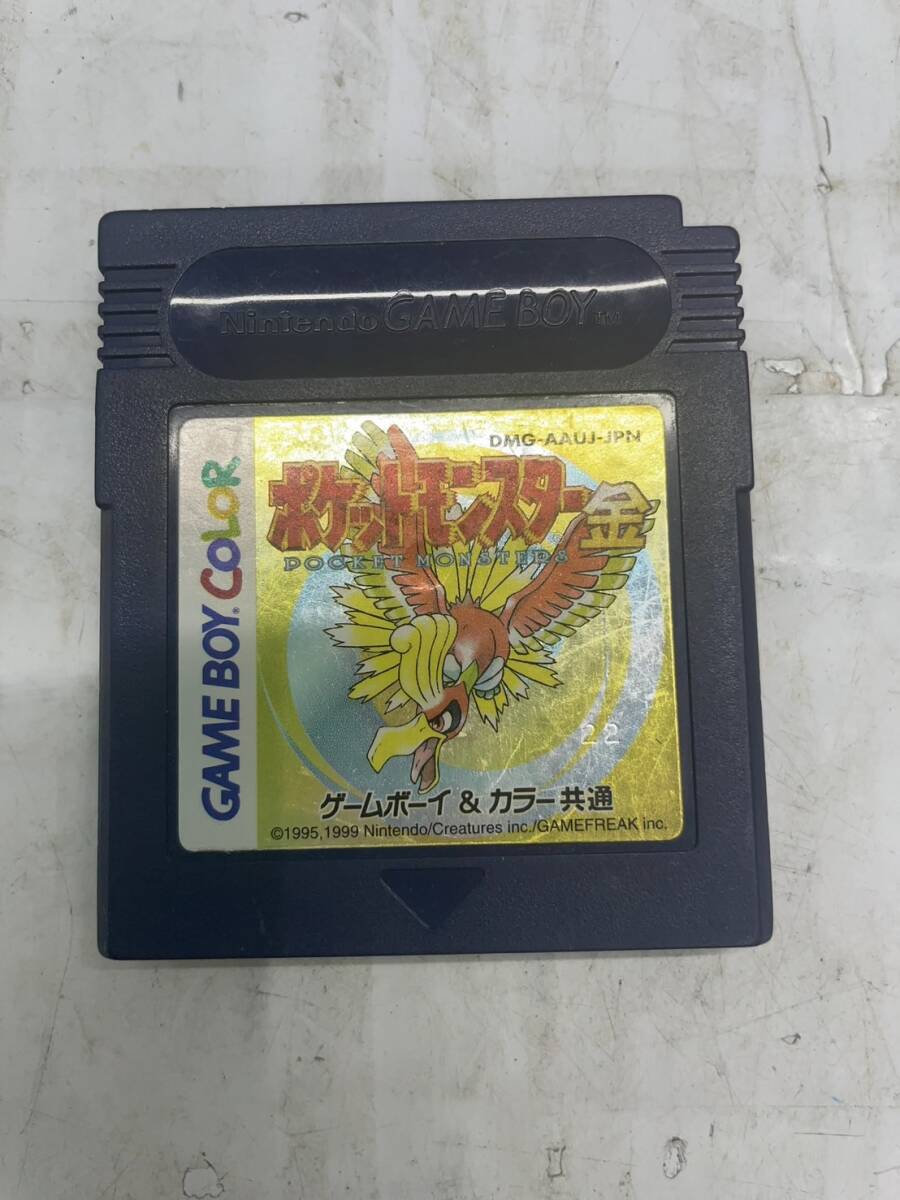 Nintendo GAME BOY™
GAME BOY COLOR
DMG-AAUJ-JPN
ポケットモンスター金
POCKET MONSTERS
22
ゲームボーイ & カラー共通
©1995,1999 Nintendo/Creatures inc./GAMEFREAK inc.